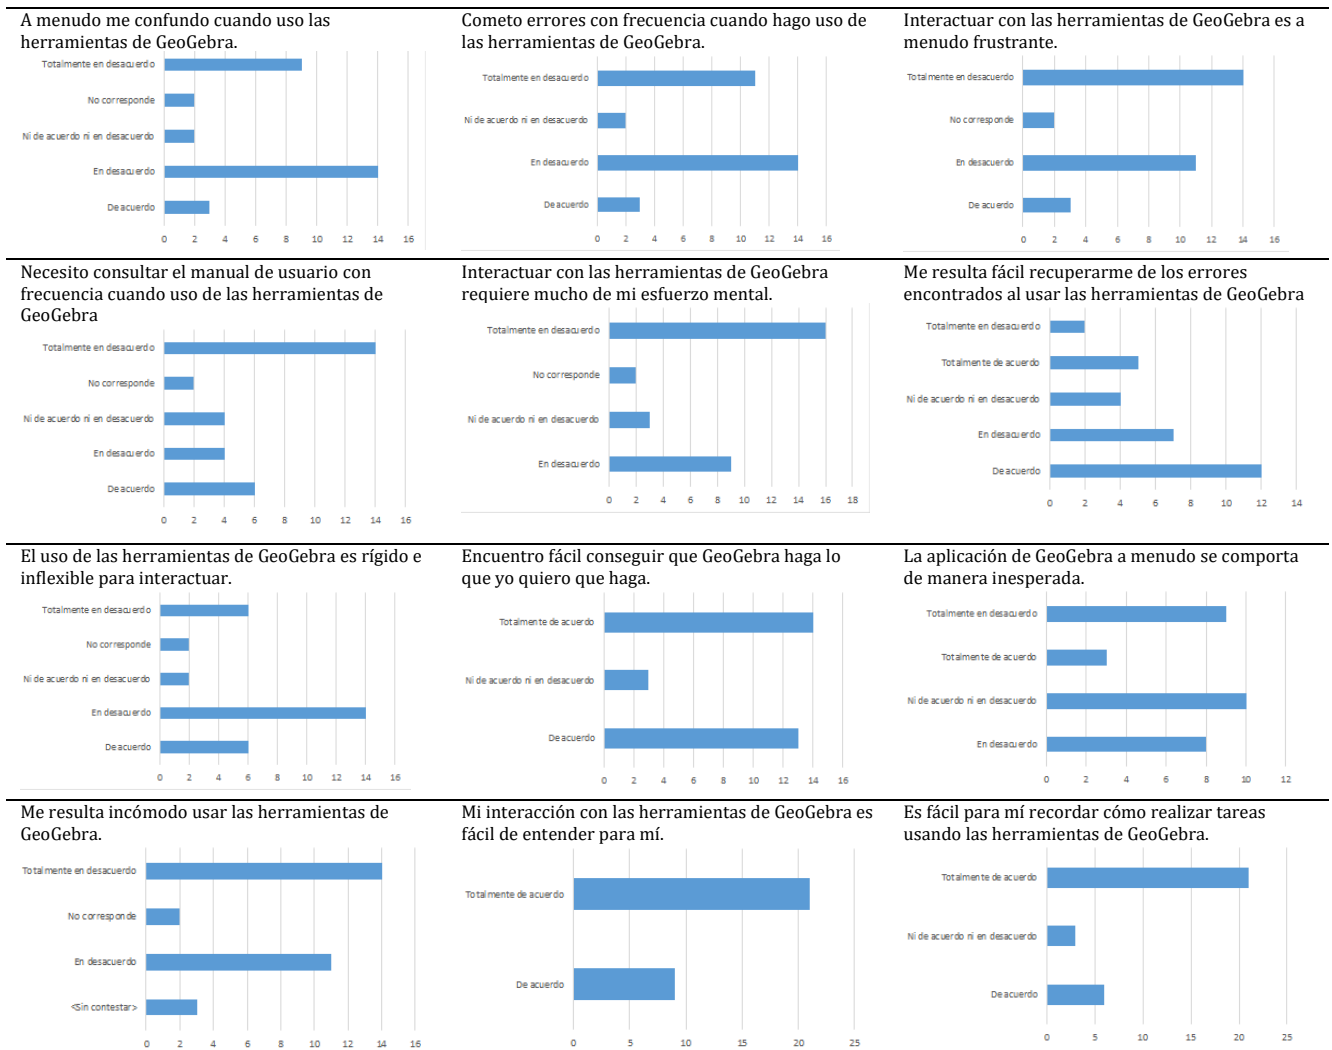 A menudo me confundo cuando uso las
herramientas de GeoGebra.
Totalmente en desacuerdo
No corresponde
Ni de acuerdo ni en desacuerdo
En desacuerdo
De acuerdo
0 2 4 6 8 10 12 14 16
Cometo errores con frecuencia cuando hago uso de
las herramientas de GeoGebra.
Totalmente en desacuerdo
Ni de acuerdo ni en desacuerdo
En desacuerdo
De acuerdo
0 2 4 6 8 10 12 14 16
Interactuar con las herramientas de GeoGebra es a
menudo frustrante.
Totalmente en desacuerdo
No corresponde
En desacuerdo
De acuerdo
0 2 4 6 8 10 12 14 16
Necesito consultar el manual de usuario con
frecuencia cuando uso de las herramientas de
GeoGebra
Totalmente en desacuerdo
No corresponde
Ni de acuerdo ni en desacuerdo
En desacuerdo
De acuerdo
0 2 4 6 8 10 12 14 16
Interactuar con las herramientas de GeoGebra
requiere mucho de mi esfuerzo mental.
Totalmente en desacuerdo
No corresponde
Ni de acuerdo ni en desacuerdo
En desacuerdo
0 2 4 6 8 10 12 14 16 18
Me resulta fácil recuperarme de los errores
encontrados al usar las herramientas de GeoGebra
Totalmente en desacuerdo
Totalmente de acuerdo
Ni de acuerdo ni en desacuerdo
En desacuerdo
De acuerdo
0 2 4 6 8 10 12 14
El uso de las herramientas de GeoGebra es rígido e
inflexible para interactuar.
Totalmente en desacuerdo
No corresponde
Ni de acuerdo ni en desacuerdo
En desacuerdo
De acuerdo
0 2 4 6 8 10 12 14 16
Encuentro fácil conseguir que GeoGebra haga lo
que yo quiero que haga.
Totalmente de acuerdo
Ni de acuerdo ni en desacuerdo
De acuerdo
0 2 4 6 8 10 12 14 16
La aplicación de GeoGebra a menudo se comporta
de manera inesperada.
Totalmente en desacuerdo
Totalmente de acuerdo
Ni de acuerdo ni en desacuerdo
En desacuerdo
0 2 4 6 8 10 12
Me resulta incómodo usar las herramientas de
GeoGebra.
Totalmente en desacuerdo
No corresponde
En desacuerdo
<Sin contestar>
0 2 4 6 8 10 12 14 16
Mi interacción con las herramientas de GeoGebra es
fácil de entender para mí.
Totalmente de acuerdo
De acuerdo
0 5 10 15 20 25
Es fácil para mí recordar cómo realizar tareas
usando las herramientas de GeoGebra.
Totalmente de acuerdo
Ni de acuerdo ni en desacuerdo
De acuerdo
0 5 10 15 20 25